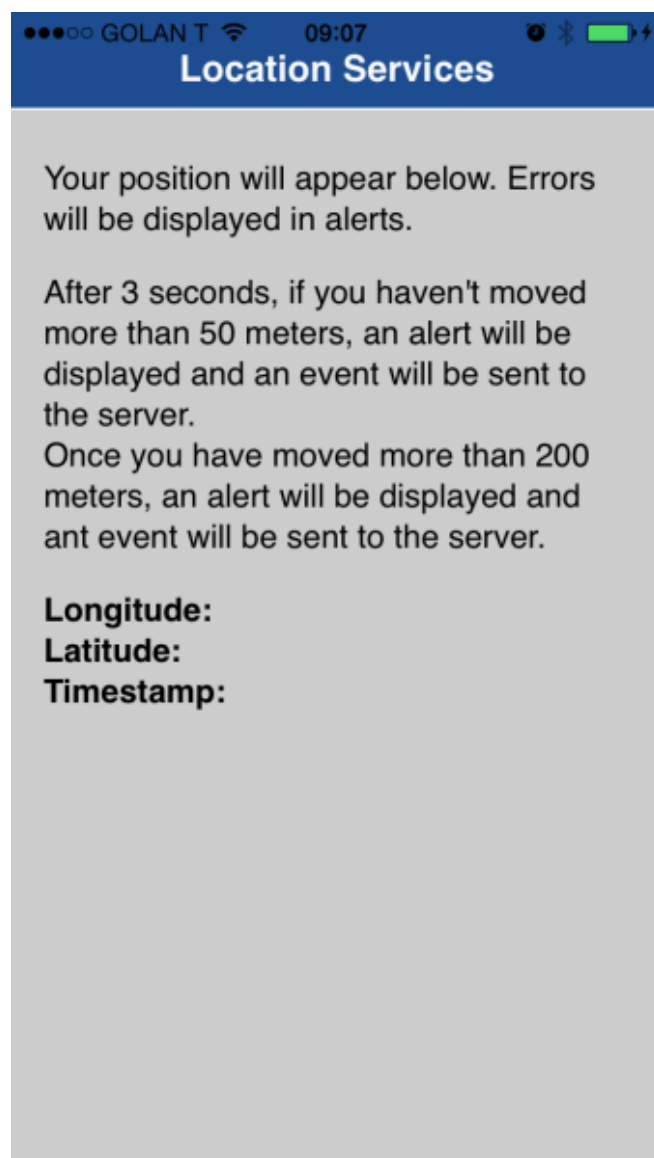 GOLAN T 09:07
Location Services
Your position will appear below. Errors
will be displayed in alerts.
After 3 seconds, if you haven't moved
more than 50 meters, an alert will be
displayed and an event will be sent to
the server.
Once you have moved more than 200
meters, an alert will be displayed and
ant event will be sent to the server.
Longitude:
Latitude:
Timestamp: